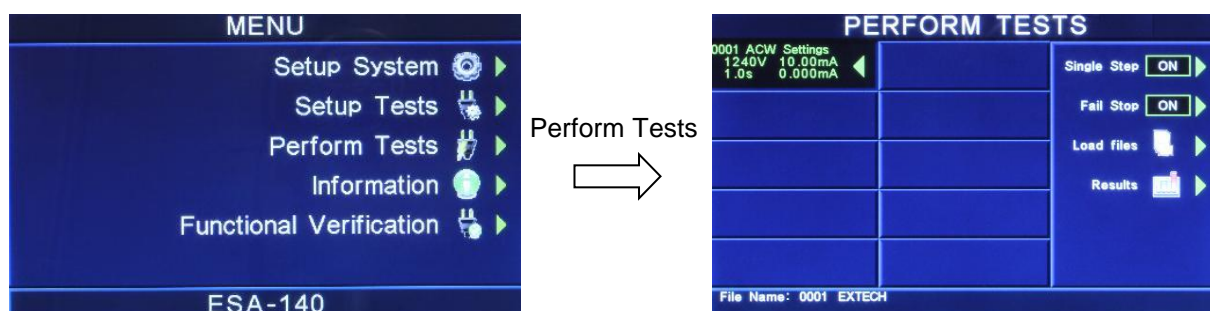 MENU
Setup System
Setup Tests
Perform Tests
Information
Functional Verification
ESA-140
Perform Tests
PERFORM TESTS
0001 ACW Settings
1240V 10.00mA
1.0s 0.000mA
Single Step ON
Fail Stop ON
Load files
Results
File Name: 0001 EXTECH